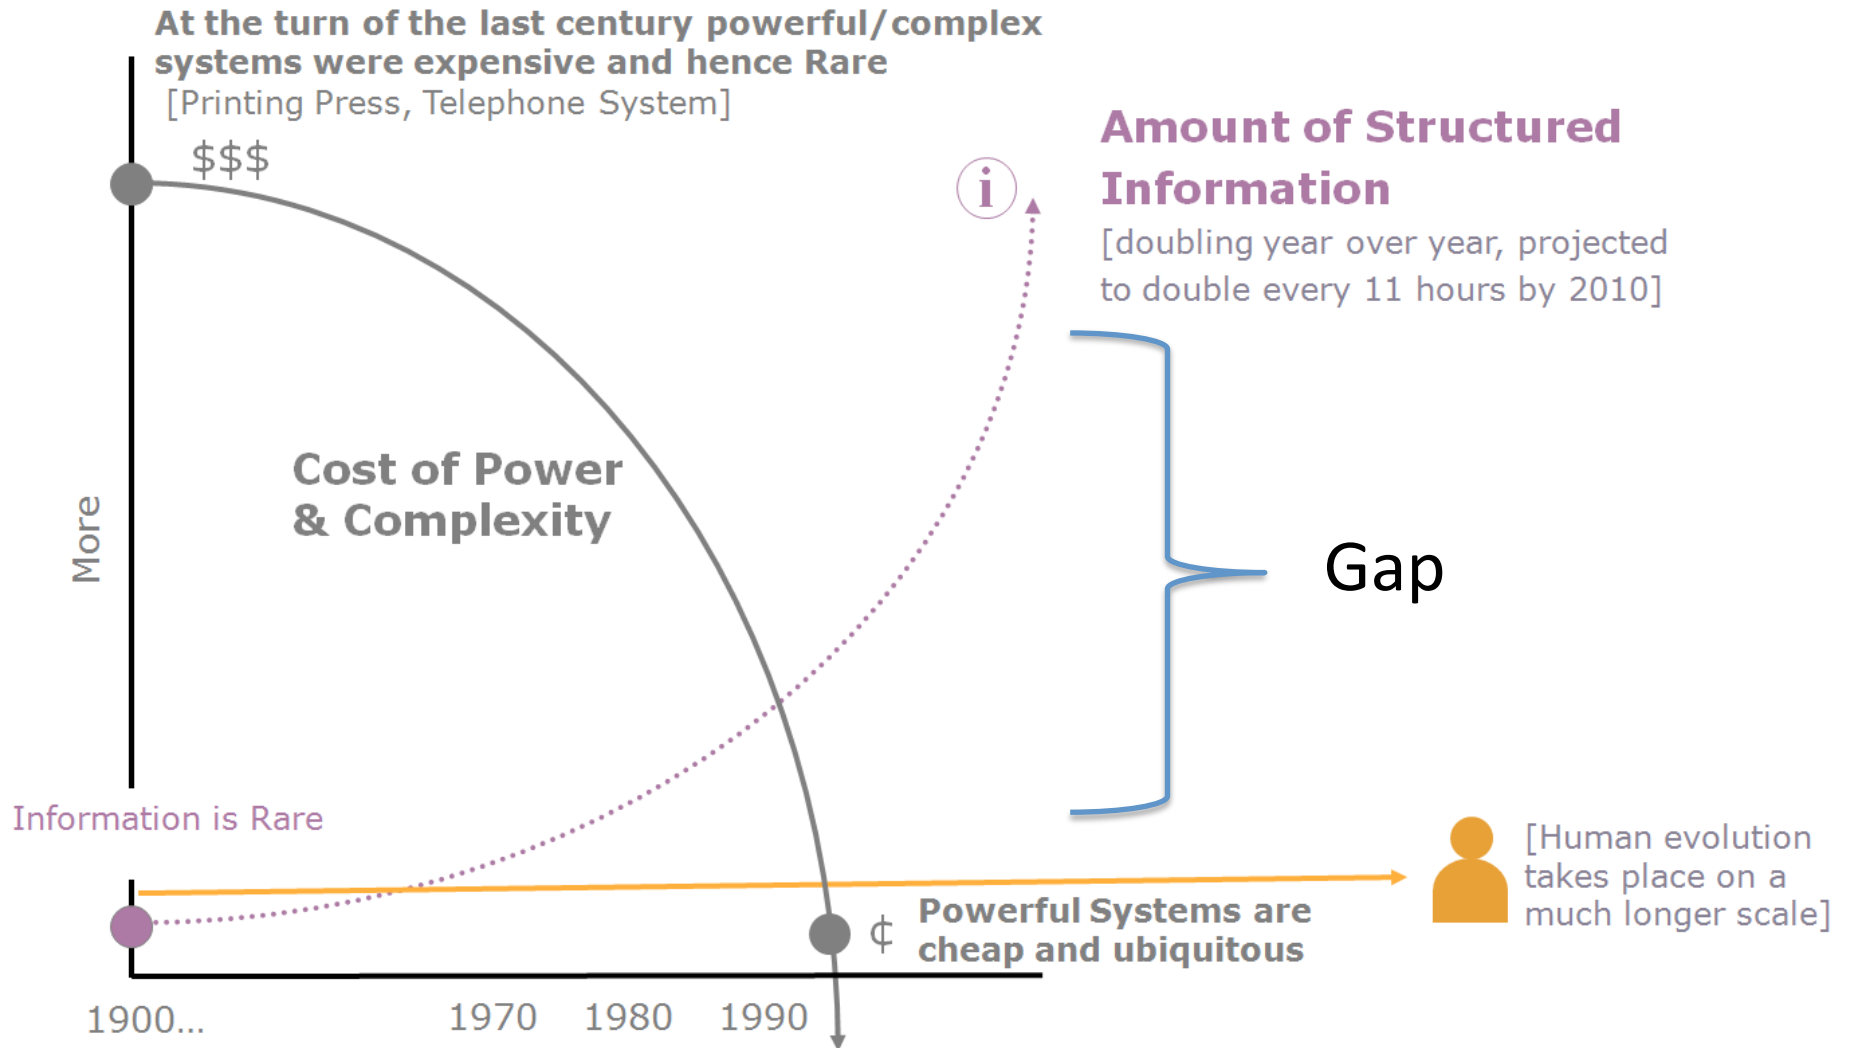 At the turn of the last century powerful/complex
systems were expensive and hence Rare
[Printing Press, Telephone System]
$$$
i
Amount of Structured
Information
[doubling year over year, projected
to double every 11 hours by 2010]
Cost of Power
& Complexity
More
Gap
Information is Rare
[Human evolution
takes place on a
much longer scale]
¢
Powerful Systems are
cheap and ubiquitous
1900...
1970
1980
1990